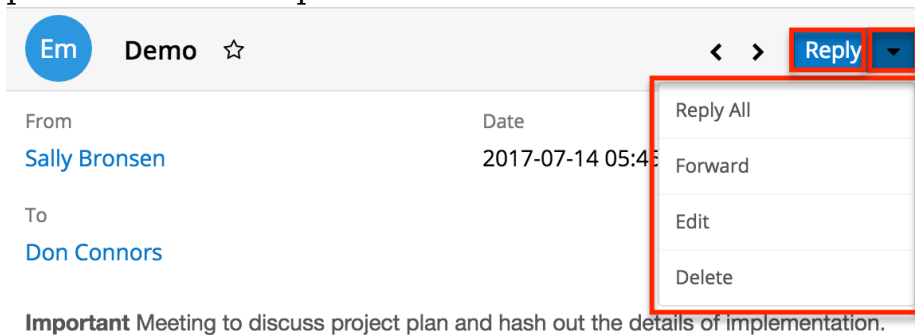 Em Demo Reply
From Date Reply All
Sally Bronsen 2017-07-14 05:4 Forward
To Edit
Don Connors Delete
Important Meeting to discuss project plan and hash out the details of implementation.